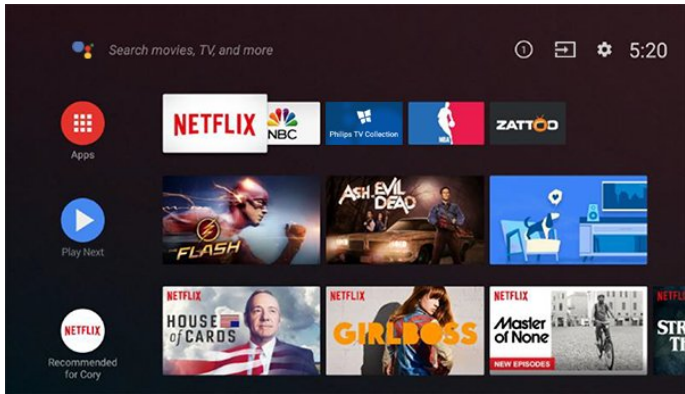 Search movies, TV, and more
1
5:20
Apps
NETFLIX
NBC
Philips TV Collection
NBA
ZATTOO
Play Next
THE
FLASH
ASH VS EVIL
DEAD
NETFLIX
Recommended
for Cory
NETFLIX
HOUSE
of CARDS
NETFLIX
GIRLBOSS
NETFLIX
Master
of None
NEW EPISODES